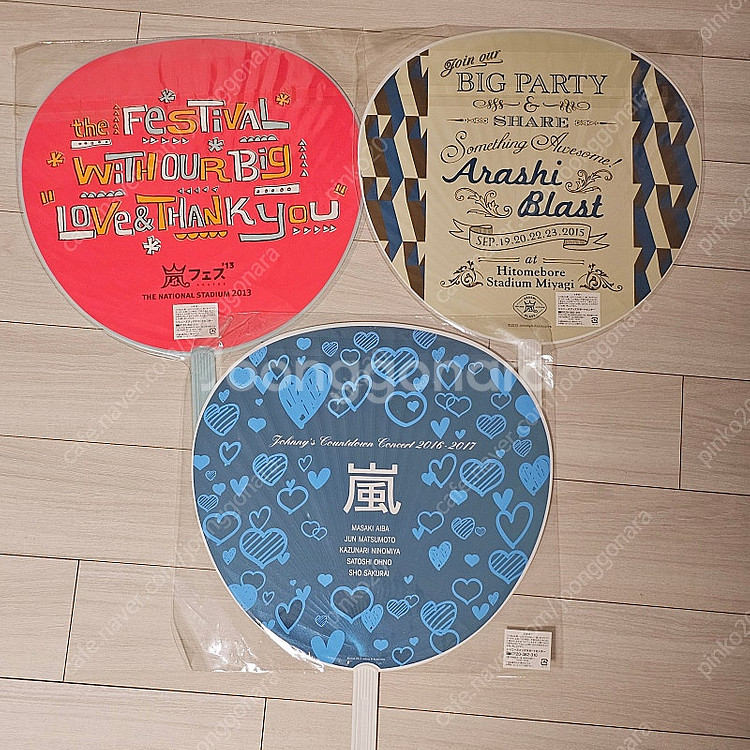 the FESTIVAL
WITH OUR BIG
"LOVE & THANK YOU"
嵐フェス'13
THE NATIONAL STADIUM 2013
Join our
BIG PARTY
&
SHARE
Something Awesome!
Arashi
Blast
SEP.19.20.22.23.2015
at
Hitomebore
Stadium Miyagi
Joonggonara
Johnny's Countdown Concert 2016-2017
嵐
MASAKI AIBA
JUN MATSUMOTO
KAZUNARI NINOMIYA
SATOSHI OHNO
SHO SAKURAI